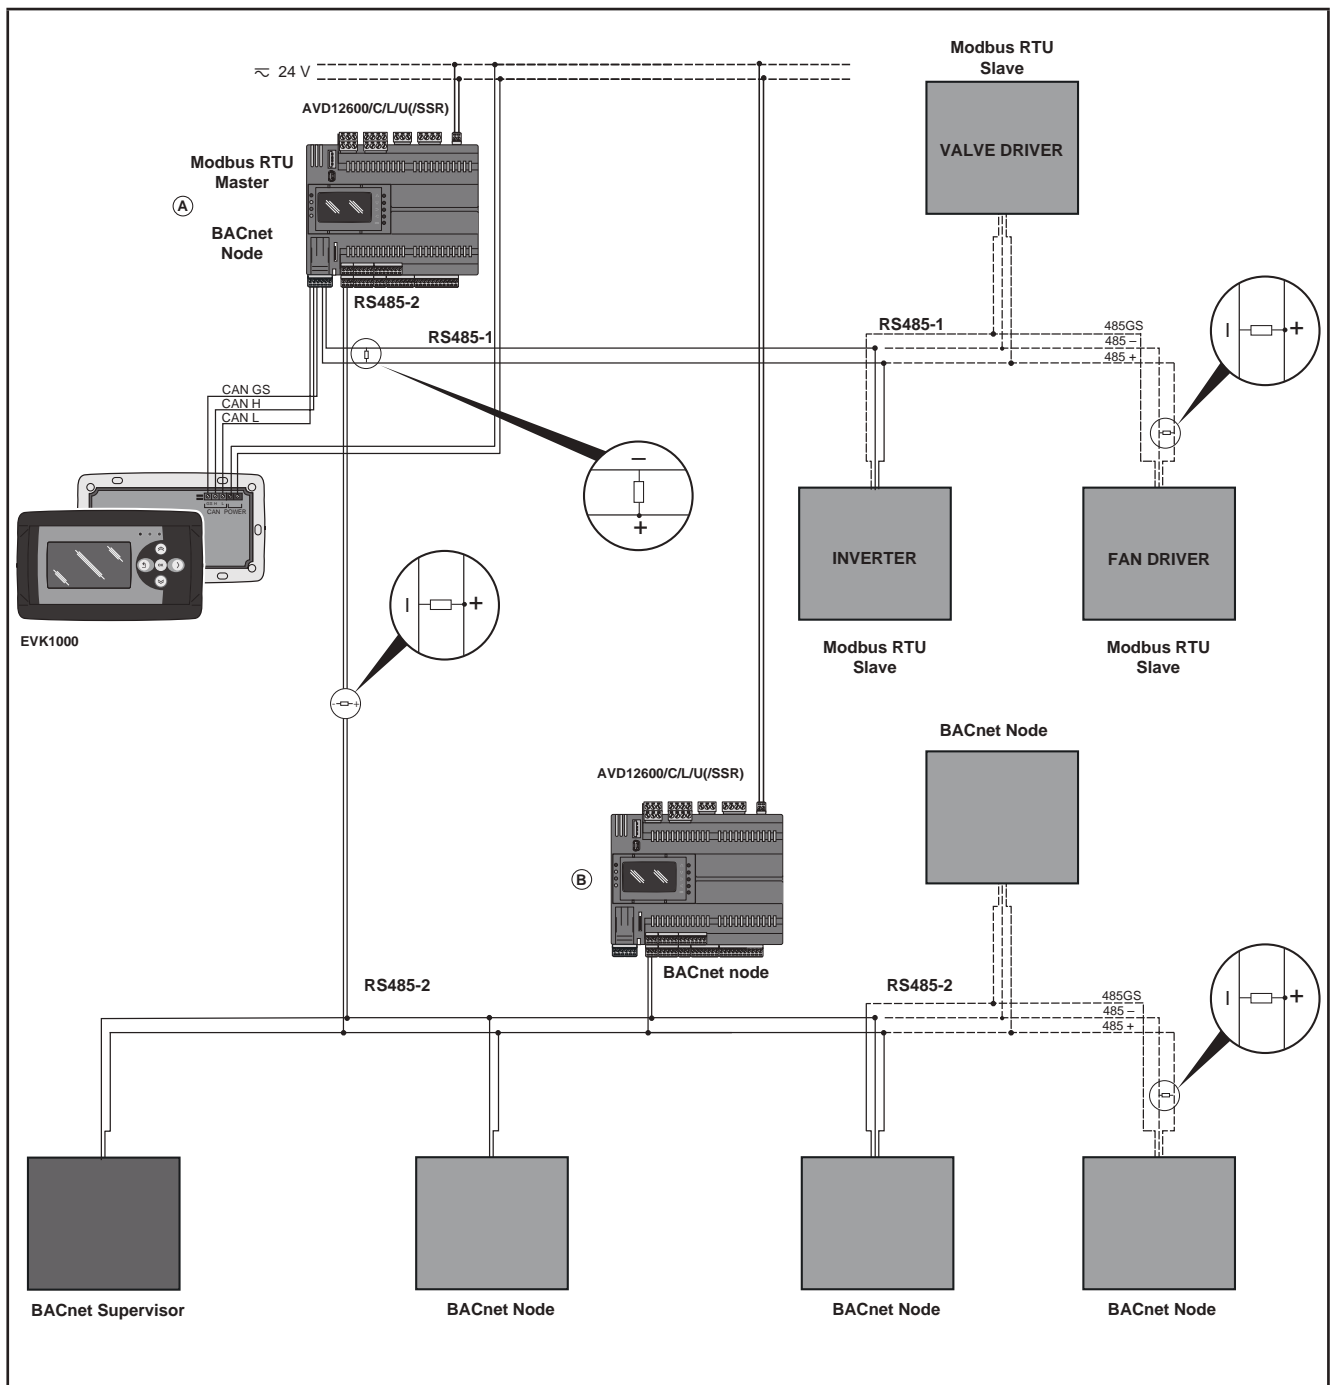 Modbus RTU
Slave
24 V
AVD12600/C/L/U(/SSR)
VALVE DRIVER
Modbus RTU
Master
A
BACnet
Node
RS485-2
RS485-1
RS485-1
485GS
485 –
485 +
– +
CAN GS
CAN H
CAN L
–
+
GS H L
CAN POWER
INVERTER
FAN DRIVER
– +
EVK1000
Modbus RTU
Slave
Modbus RTU
Slave
- +
BACnet Node
AVD12600/C/L/U(/SSR)
B
BACnet node
RS485-2
RS485-2
485GS
485 –
485 +
– +
BACnet Supervisor
BACnet Node
BACnet Node
BACnet Node